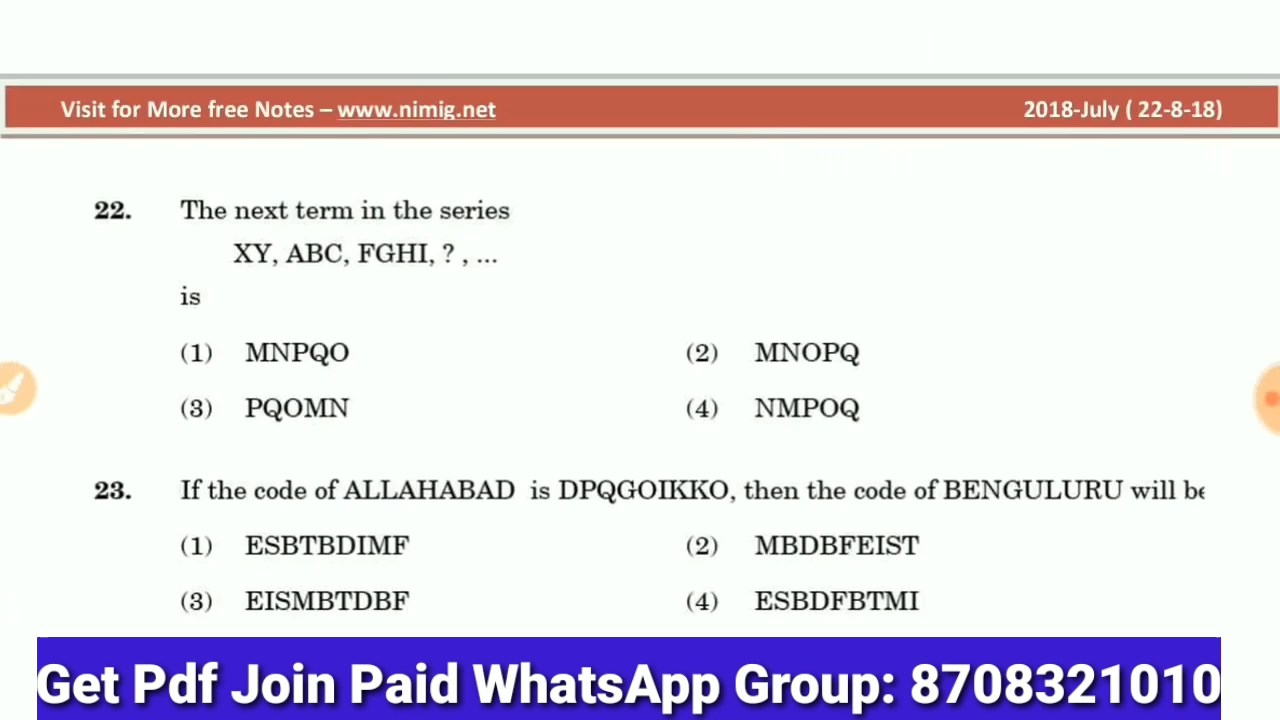 Visit for More free Notes – www.nimig.net 2018-July ( 22-8-18)
22. The next term in the series
XY, ABC, FGHI, ? , ...
is
(1) MNPQO (2) MNOPQ
(3) PQOMN (4) NMPOQ
23. If the code of ALLAHABAD is DPQGOIKKO, then the code of BENGULURU will be
(1) ESBTBDIMF (2) MBDBFEIST
(3) EISMBTDBF (4) ESBDFBTMI
Get Pdf Join Paid WhatsApp Group: 8708321010